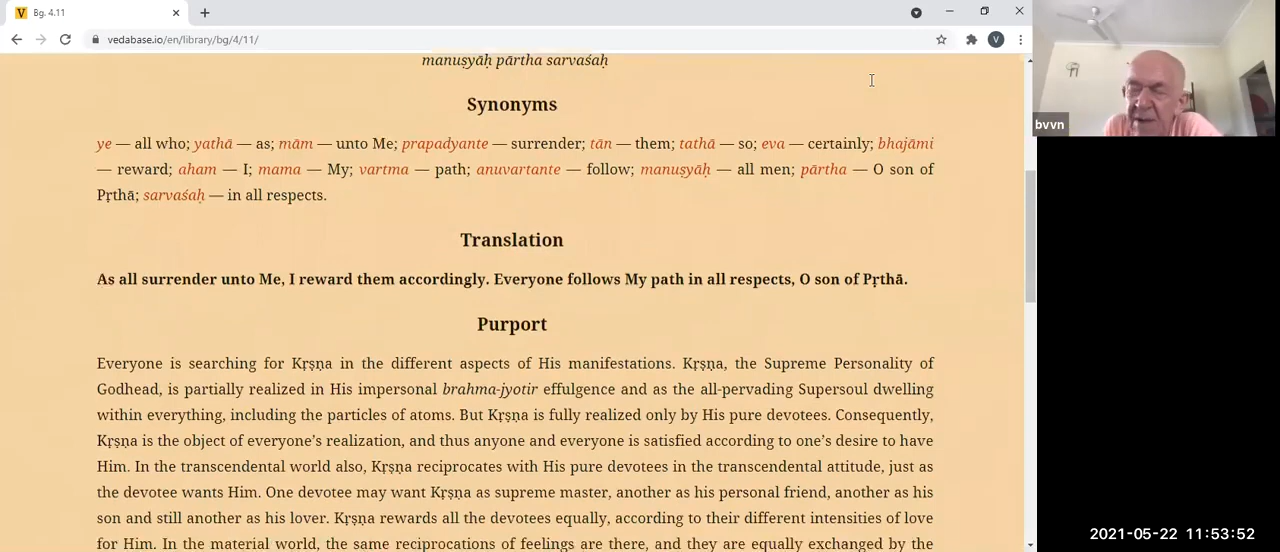 Bg. 4.11
vedabase.io/en/library/bg/4/11/
V
manuṣyāḥ pārtha sarvaśaḥ
Synonyms
ye — all who; yathā — as; mām — unto Me; prapadyante — surrender; tān — them; tathā — so; eva — certainly; bhajāmi
— reward; aham — I; mama — My; vartma — path; anuvartante — follow; manuṣyāḥ — all men; pārtha — O son of
Pṛthā; sarvaśaḥ — in all respects.
Translation
As all surrender unto Me, I reward them accordingly. Everyone follows My path in all respects, O son of Pṛthā.
Purport
Everyone is searching for Kṛṣṇa in the different aspects of His manifestations. Kṛṣṇa, the Supreme Personality of
Godhead, is partially realized in His impersonal brahma-jyotir effulgence and as the all-pervading Supersoul dwelling
within everything, including the particles of atoms. But Kṛṣṇa is fully realized only by His pure devotees. Consequently,
Kṛṣṇa is the object of everyone’s realization, and thus anyone and everyone is satisfied according to one’s desire to have
Him. In the transcendental world also, Kṛṣṇa reciprocates with His pure devotees in the transcendental attitude, just as
the devotee wants Him. One devotee may want Kṛṣṇa as supreme master, another as his personal friend, another as his
son and still another as his lover. Kṛṣṇa rewards all the devotees equally, according to their different intensities of love
for Him. In the material world, the same reciprocations of feelings are there, and they are equally exchanged by the
bvvn
2021-05-22 11:53:52